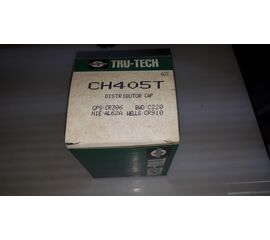 TRU-TECH
CH405T
DISTRIBUTOR CAP
GPS:CR306 BWD:C220
NIE:AL62A WELLS:CR910